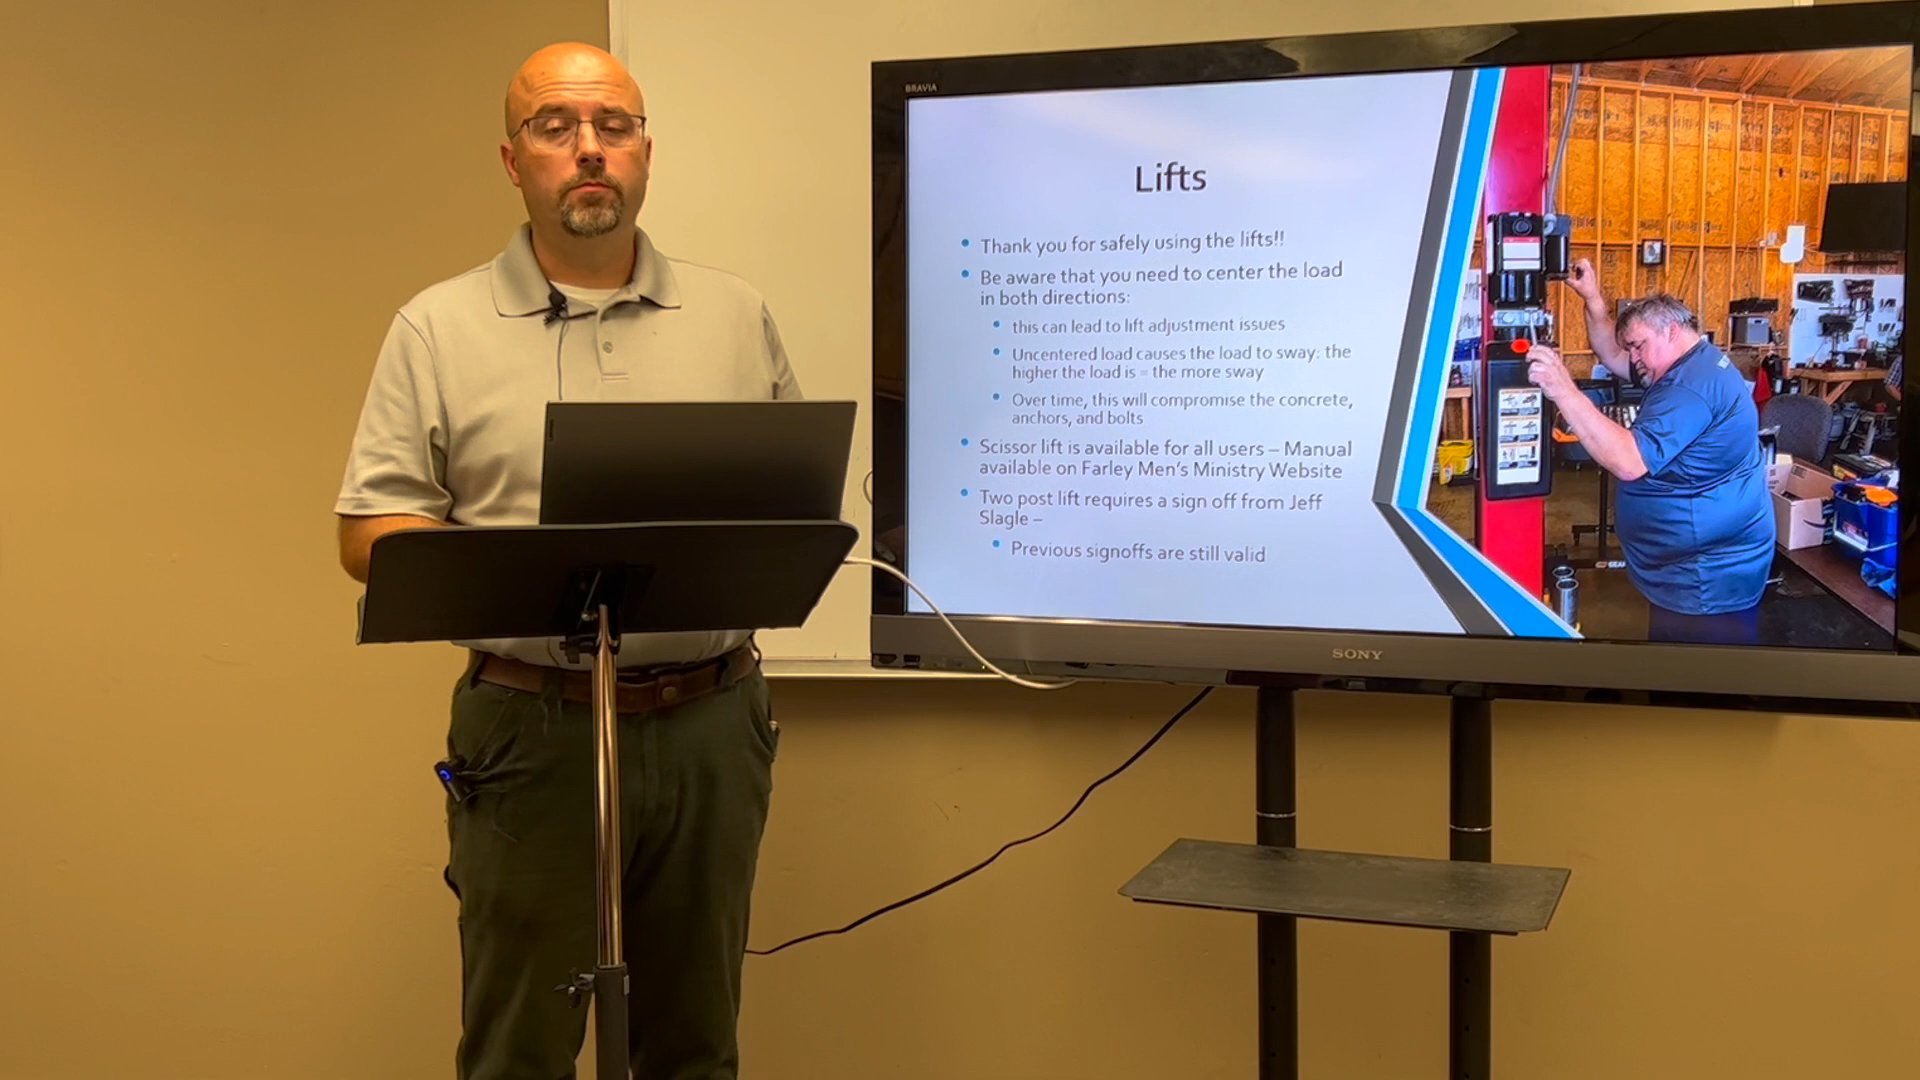 BRAVIA
Lifts
Thank you for safely using the lifts!!
Be aware that you need to center the load
in both directions:
this can lead to lift adjustment issues
Uncentered load causes the load to sway: the
higher the load is = the more sway
Over time, this will compromise the concrete,
anchors, and bolts
Scissor lift is available for all users – Manual
available on Farley Men's Ministry Website
Two post lift requires a sign off from Jeff
Slagle –
Previous signoffs are still valid
SONY